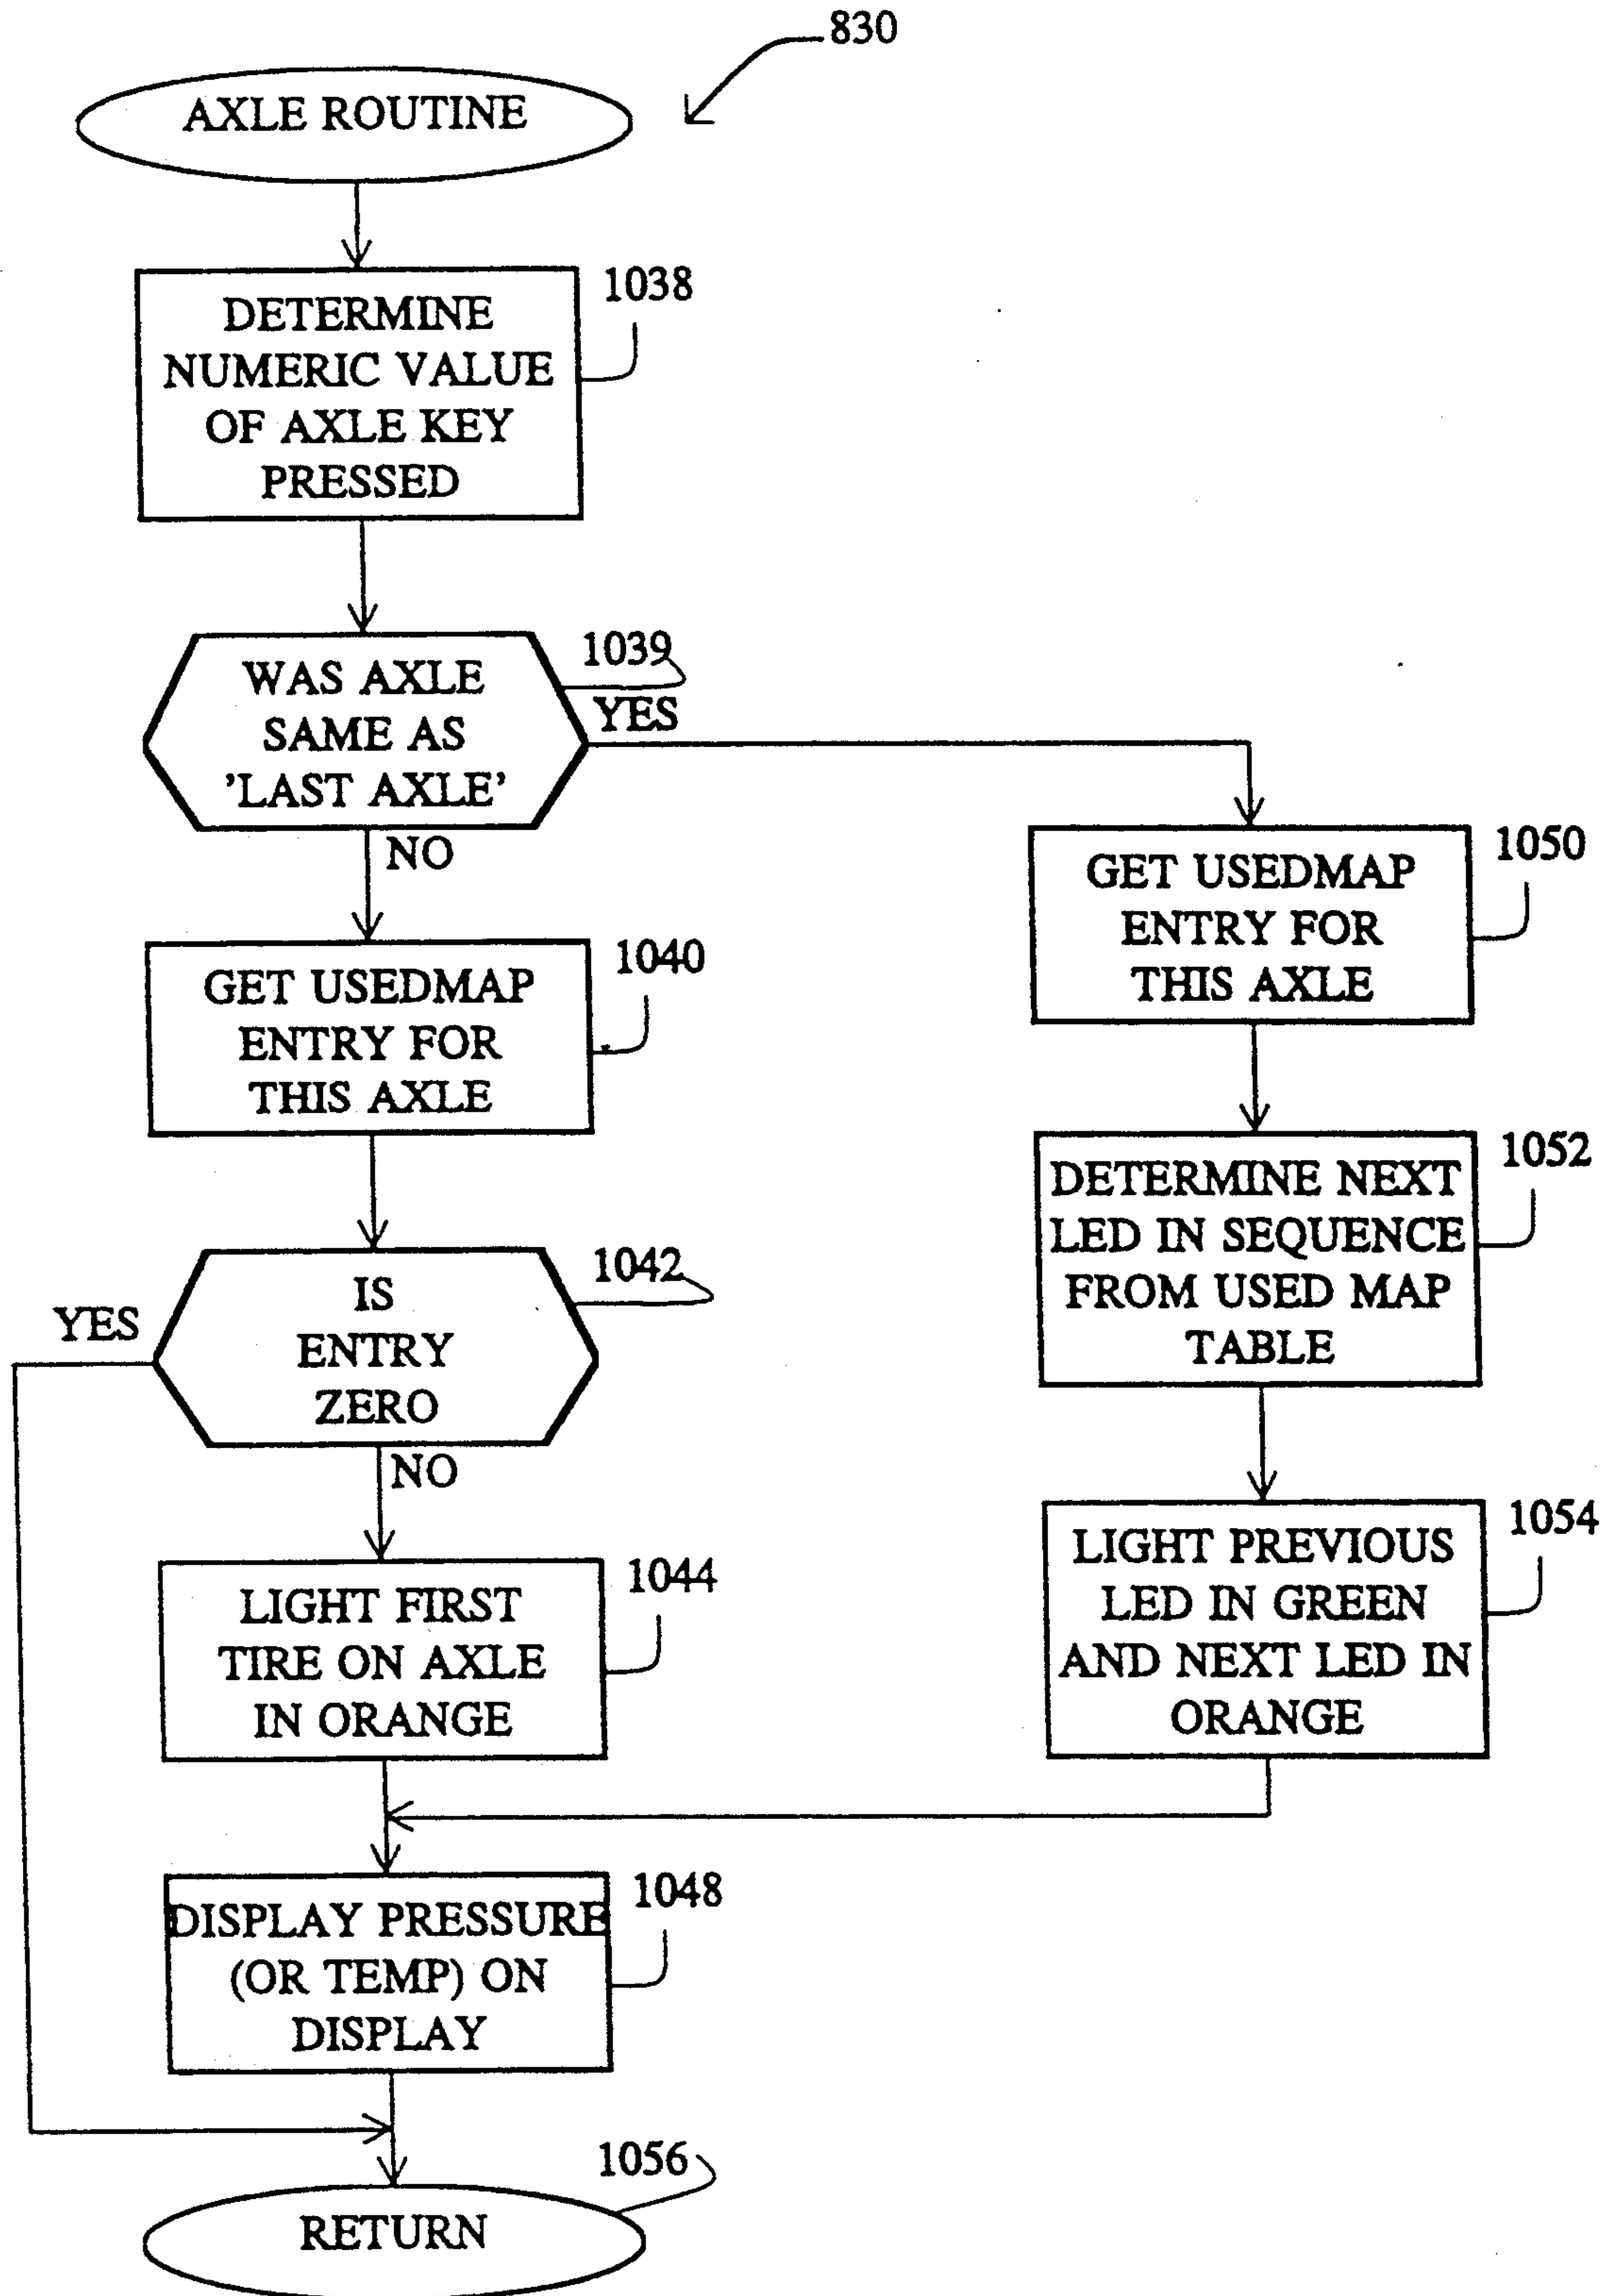 830
AXLE ROUTINE
1038
DETERMINE
NUMERIC VALUE
OF AXLE KEY
PRESSED
1039
WAS AXLE
SAME AS
'LAST AXLE'
YES
NO
1040
GET USEDMAP
ENTRY FOR
THIS AXLE
1042
IS
ENTRY
ZERO
YES
NO
1044
LIGHT FIRST
TIRE ON AXLE
IN ORANGE
1050
GET USEDMAP
ENTRY FOR
THIS AXLE
1052
DETERMINE NEXT
LED IN SEQUENCE
FROM USED MAP
TABLE
1054
LIGHT PREVIOUS
LED IN GREEN
AND NEXT LED IN
ORANGE
1048
DISPLAY PRESSURE
(OR TEMP) ON
DISPLAY
1056
RETURN